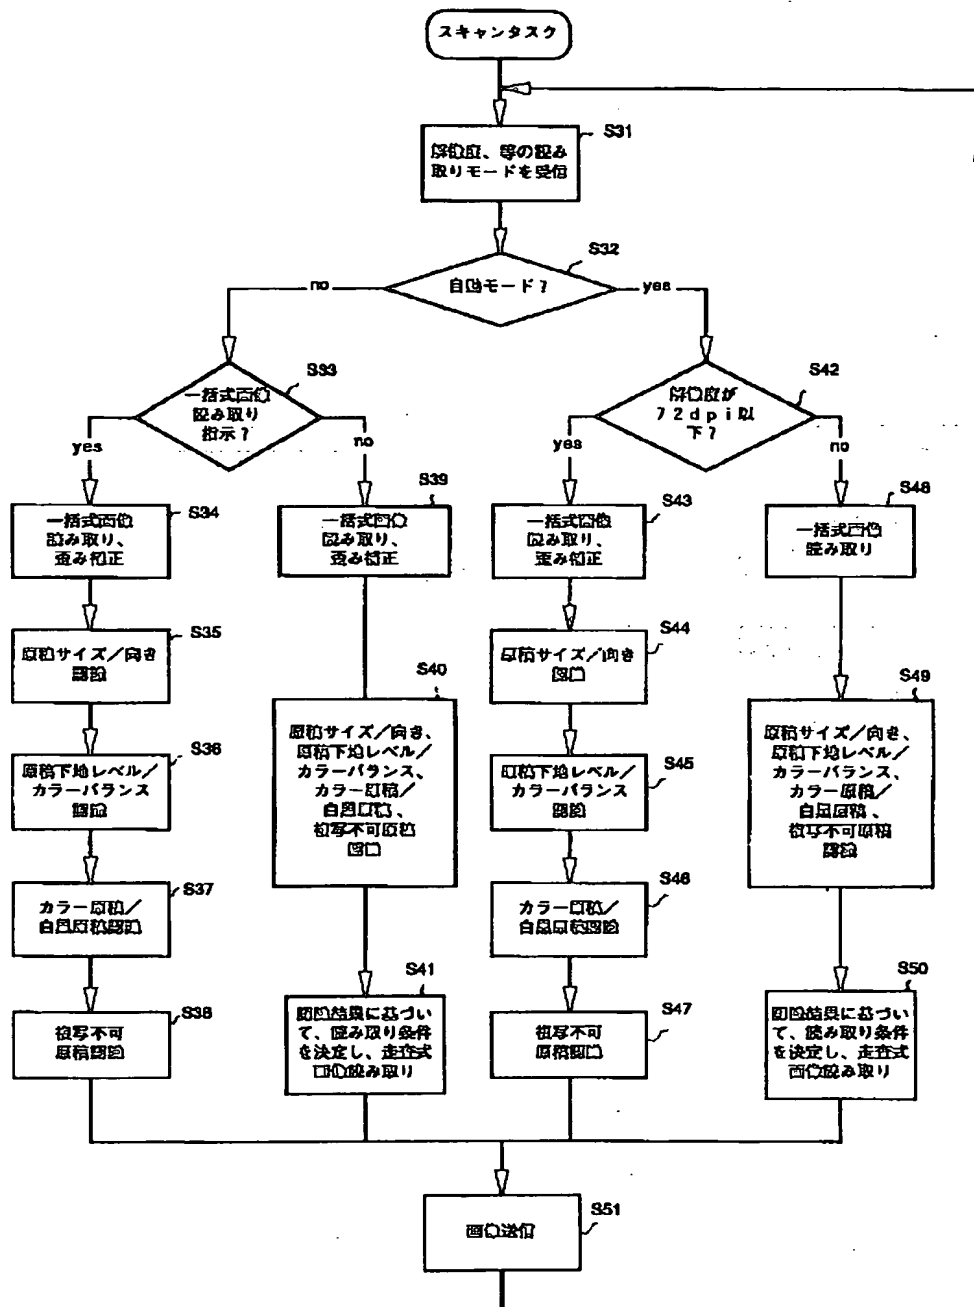 スキャンタスク
S31
解像度、等の読み
取りモードを受信
S32
自動モード？
no
yes
S33
一括式画像
読み取り
指示？
yes
no
S42
解像度が
７２ｄｐｉ以
下？
yes
no
S34
一括式画像
読み取り、
歪み補正
S39
一括式画像
読み取り、
歪み補正
S43
一括式画像
読み取り、
歪み補正
S48
一括式画像
読み取り
S35
原稿サイズ／向き
認識
S44
原稿サイズ／向き
認識
S40
原稿サイズ／向き、
原稿下地レベル／
カラーバランス、
カラー原稿／
白黒原稿、
複写不可原稿
認識
S49
原稿サイズ／向き、
原稿下地レベル／
カラーバランス、
カラー原稿／
白黒原稿、
複写不可原稿
認識
S36
原稿下地レベル／
カラーバランス
認識
S45
原稿下地レベル／
カラーバランス
認識
S37
カラー原稿／
白黒原稿認識
S46
カラー原稿／
白黒原稿認識
S38
複写不可
原稿認識
S41
認識結果に基づい
て、読み取り条件
を決定し、走査式
画像読み取り
S47
複写不可
原稿認識
S50
認識結果に基づい
て、読み取り条件
を決定し、走査式
画像読み取り
S51
画像送信